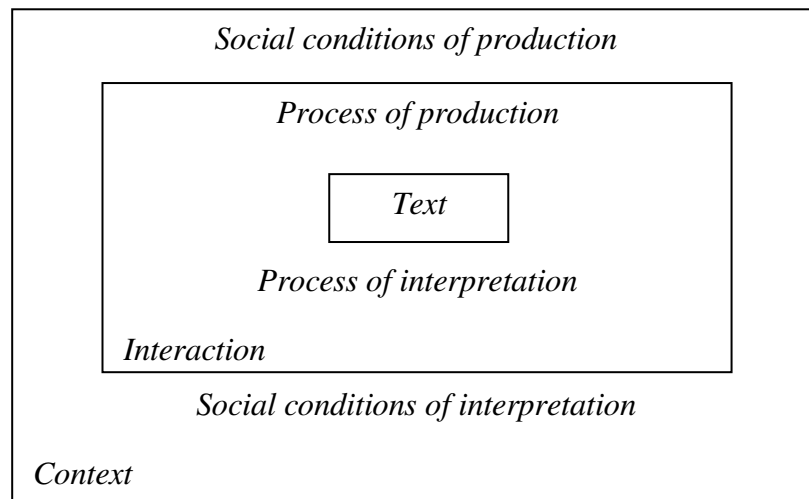 Social conditions of production
Process of production
Text
Process of interpretation
Interaction
Social conditions of interpretation
Context